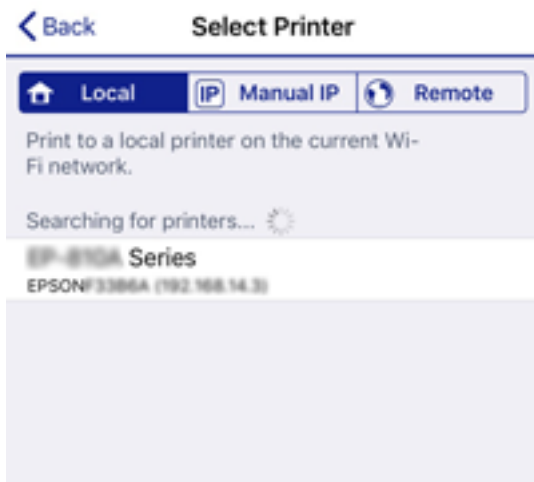 Back Select Printer
Local IP Manual IP Remote
Print to a local printer on the current Wi-
Fi network.
Searching for printers...
Series
EPSON